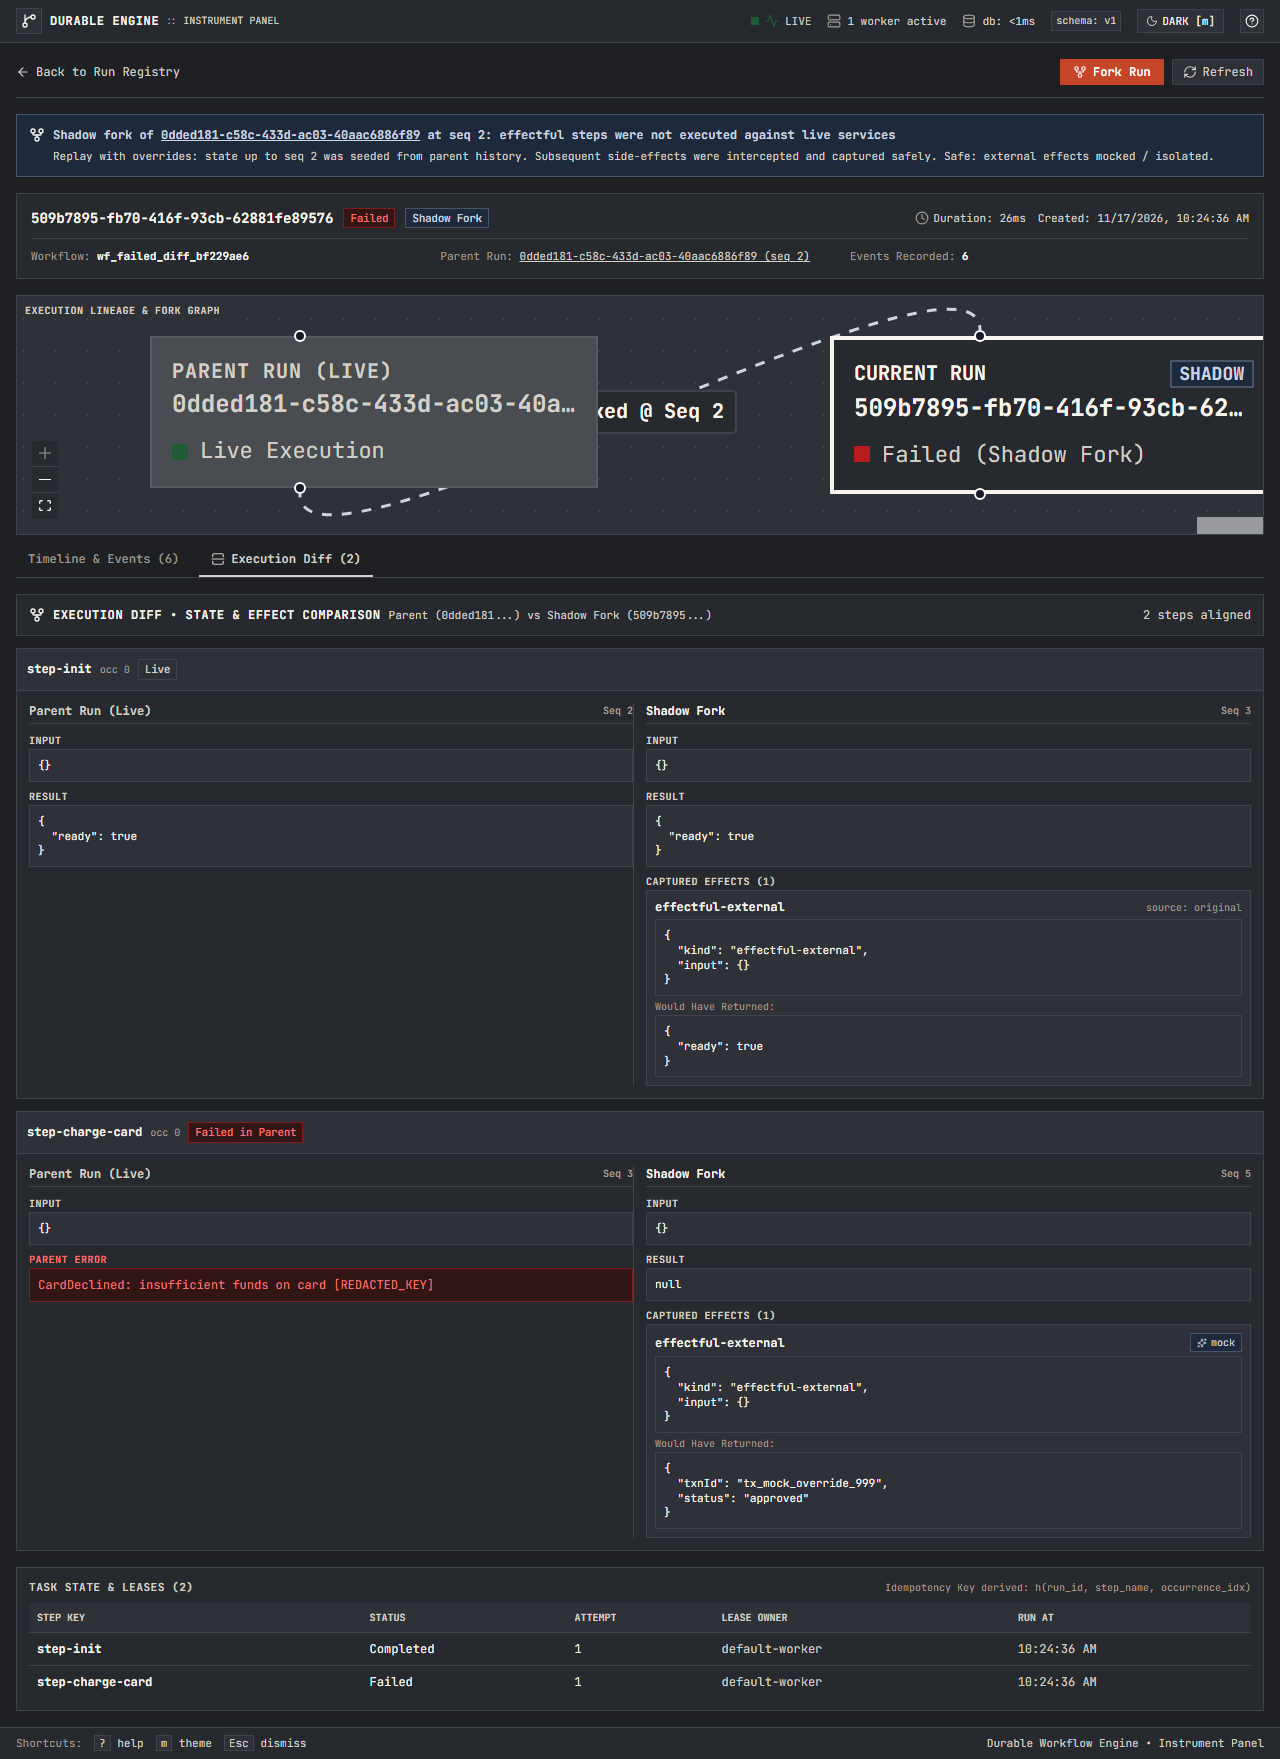 DURABLE ENGINE :: INSTRUMENT PANEL
LIVE 1 worker active db: <1ms schema: v1 DARK [m]
Back to Run Registry Fork Run Refresh
Shadow fork of 0dded181-c58c-433d-ac03-40aac6886f89 at seq 2: effectful steps were not executed against live services
Replay with overrides: state up to seq 2 was seeded from parent history. Subsequent side-effects were intercepted and captured safely. Safe: external effects mocked / isolated.
509b7895-fb70-416f-93cb-62881fe89576 Failed Shadow Fork Duration: 26ms Created: 11/17/2026, 10:24:36 AM
Workflow: wf_failed_diff_bf229ae6 Parent Run: 0dded181-c58c-433d-ac03-40aac6886f89 (seq 2) Events Recorded: 6
EXECUTION LINEAGE & FORK GRAPH
PARENT RUN (LIVE)
0dded181-c58c-433d-ac03-40a…
Live Execution
ked @ Seq 2
CURRENT RUN SHADOW
509b7895-fb70-416f-93cb-62…
Failed (Shadow Fork)
Timeline & Events (6) Execution Diff (2)
EXECUTION DIFF • STATE & EFFECT COMPARISON Parent (0dded181...) vs Shadow Fork (509b7895...) 2 steps aligned
step-init occ 0 Live
Parent Run (Live) Seq 2
INPUT
{}
RESULT
{
"ready": true
}
Shadow Fork Seq 3
INPUT
{}
RESULT
{
"ready": true
}
CAPTURED EFFECTS (1)
effectful-external source: original
{
"kind": "effectful-external",
"input": {}
}
Would Have Returned:
{
"ready": true
}
step-charge-card occ 0 Failed in Parent
Parent Run (Live) Seq 3
INPUT
{}
PARENT ERROR
CardDeclined: insufficient funds on card [REDACTED_KEY]
Shadow Fork Seq 5
INPUT
{}
RESULT
null
CAPTURED EFFECTS (1)
effectful-external mock
{
"kind": "effectful-external",
"input": {}
}
Would Have Returned:
{
"txnId": "tx_mock_override_999",
"status": "approved"
}
TASK STATE & LEASES (2) Idempotency Key derived: h(run_id, step_name, occurrence_idx)
STEP KEY STATUS ATTEMPT LEASE OWNER RUN AT
step-init Completed 1 default-worker 10:24:36 AM
step-charge-card Failed 1 default-worker 10:24:36 AM
Shortcuts: ? help m theme Esc dismiss Durable Workflow Engine • Instrument Panel